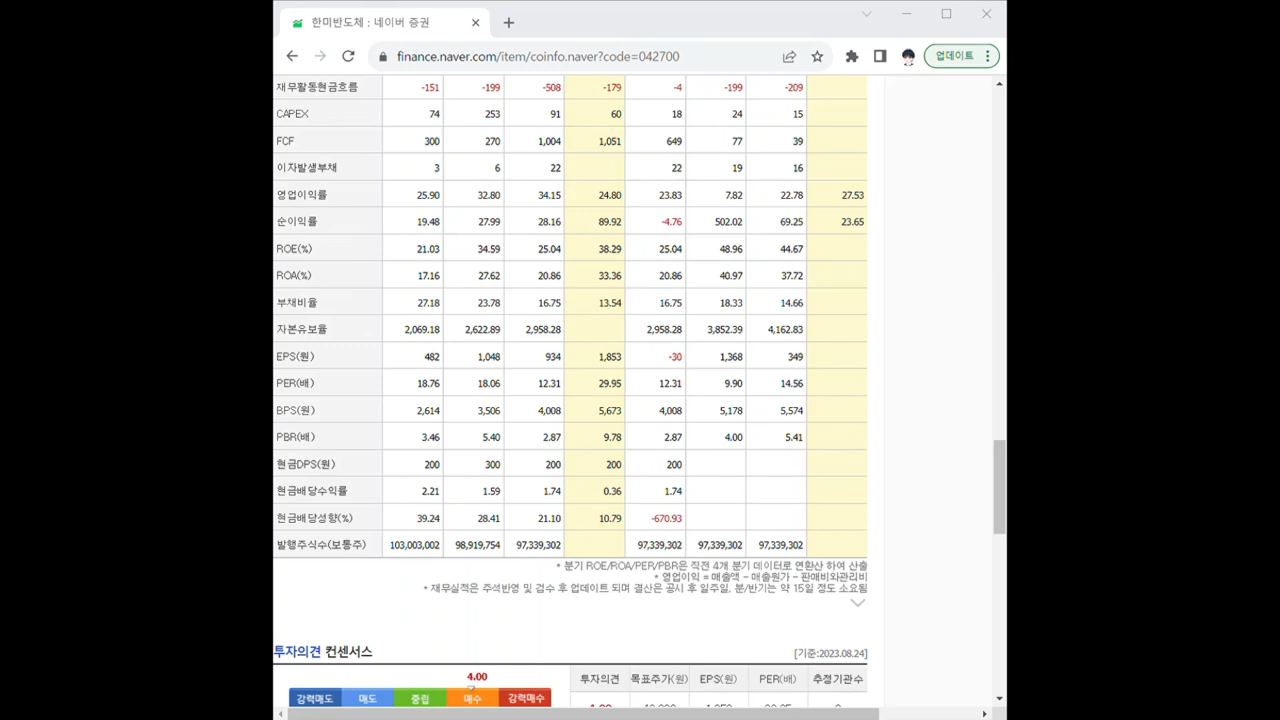 한미반도체 : 네이버 증권
finance.naver.com/item/coinfo.naver?code=042700
업데이트
재무활동현금흐름 -151 -199 -508 -179 -4 -199 -209
CAPEX 74 253 91 60 18 24 15
FCF 300 270 1,004 1,051 649 77 39
이자발생부채 3 6 22 22 19 16
영업이익률 25.90 32.80 34.15 24.80 23.83 7.82 22.78 27.53
순이익률 19.48 27.99 28.16 89.92 -4.76 502.02 69.25 23.65
ROE(%) 21.03 34.59 25.04 38.29 25.04 48.96 44.67
ROA(%) 17.16 27.62 20.86 33.36 20.86 40.97 37.72
부채비율 27.18 23.78 16.75 13.54 16.75 18.33 14.66
자본유보율 2,069.18 2,622.89 2,958.28 2,958.28 3,852.39 4,162.83
EPS(원) 482 1,048 934 1,853 -30 1,368 349
PER(배) 18.76 18.06 12.31 29.95 12.31 9.90 14.56
BPS(원) 2,614 3,506 4,008 5,673 4,008 5,178 5,574
PBR(배) 3.46 5.40 2.87 9.78 2.87 4.00 5.41
현금DPS(원) 200 300 200 200 200
현금배당수익률 2.21 1.59 1.74 0.36 1.74
현금배당성향(%) 39.24 28.41 21.10 10.79 -670.93
발행주식수(보통주) 103,003,002 98,919,754 97,339,302 97,339,302 97,339,302 97,339,302
* 분기 ROE/ROA/PER/PBR은 직전 4개 분기 데이터로 연환산 하여 산출
* 영업이익 = 매출액 - 매출원가 - 판매비와관리비
* 재무실적은 주석반영 및 검수 후 업데이트 되며 결산은 공시 후 일주일, 분/반기는 약 15일 정도 소요됨
투자의견 컨센서스 [기준:2023.08.24]
4.00
강력매도 매도 중립 매수 강력매수
투자의견 목표주가(원) EPS(원) PER(배) 추정기관수